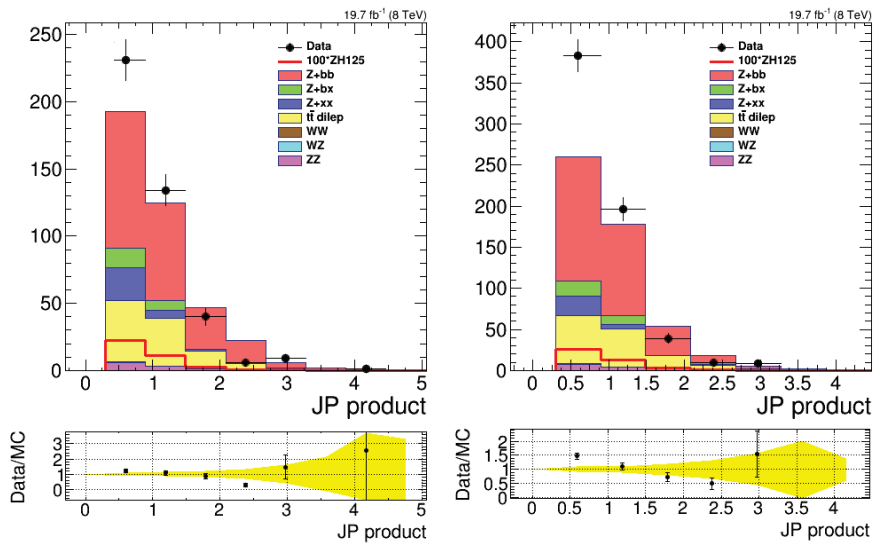 19.7 fb⁻¹ (8 TeV)
250
200
150
100
50
0
Data
100*ZH125
Z+bb
Z+bx
Z+xx
tt̄ dilep
WW
WZ
ZZ
0 1 2 3 4 5
JP product
Data/MC
3
2
1
0
0 1 2 3 4 5
JP product
19.7 fb⁻¹ (8 TeV)
400
350
300
250
200
150
100
50
0
Data
100*ZH125
Z+bb
Z+bx
Z+xx
tt̄ dilep
WW
WZ
ZZ
0 0.5 1 1.5 2 2.5 3 3.5 4
JP product
Data/MC
2
1.5
1
0.5
0
0 0.5 1 1.5 2 2.5 3 3.5 4
JP product